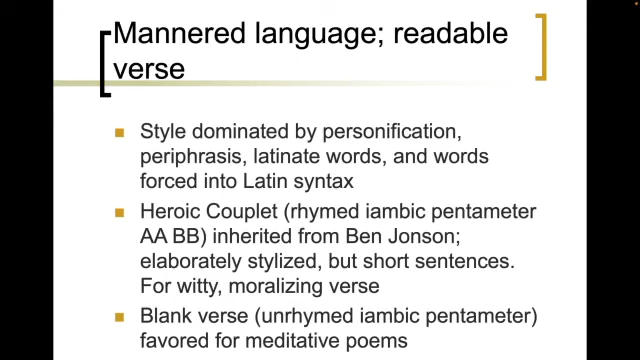 Mannered language; readable
verse
Style dominated by personification,
periphrasis, latinate words, and words
forced into Latin syntax
Heroic Couplet (rhymed iambic pentameter
AA BB) inherited from Ben Jonson;
elaborately stylized, but short sentences.
For witty, moralizing verse
Blank verse (unrhymed iambic pentameter)
favored for meditative poems